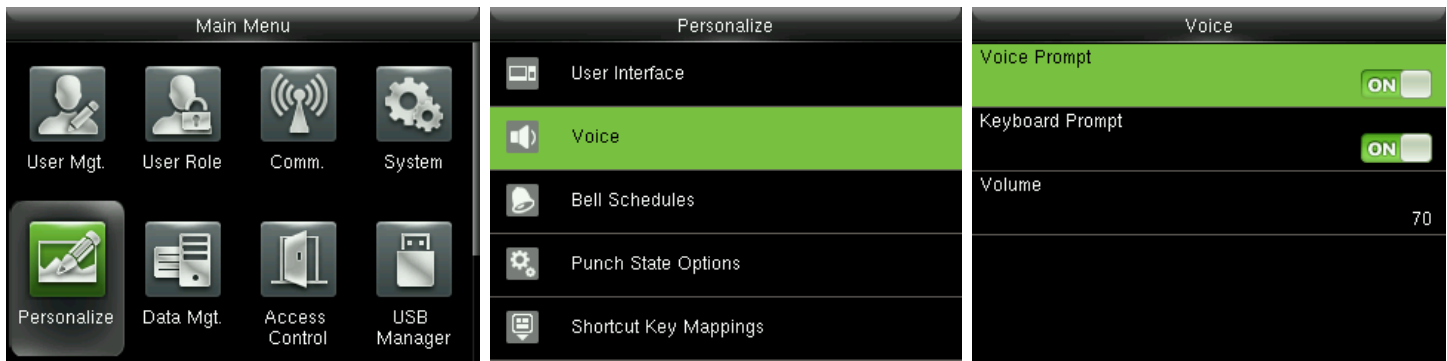 Main Menu
User Mgt.
User Role
Comm.
System
Personalize
Data Mgt.
Access
Control
USB
Manager
Personalize
User Interface
Voice
Bell Schedules
Punch State Options
Shortcut Key Mappings
Voice
Voice Prompt
ON
Keyboard Prompt
ON
Volume
70